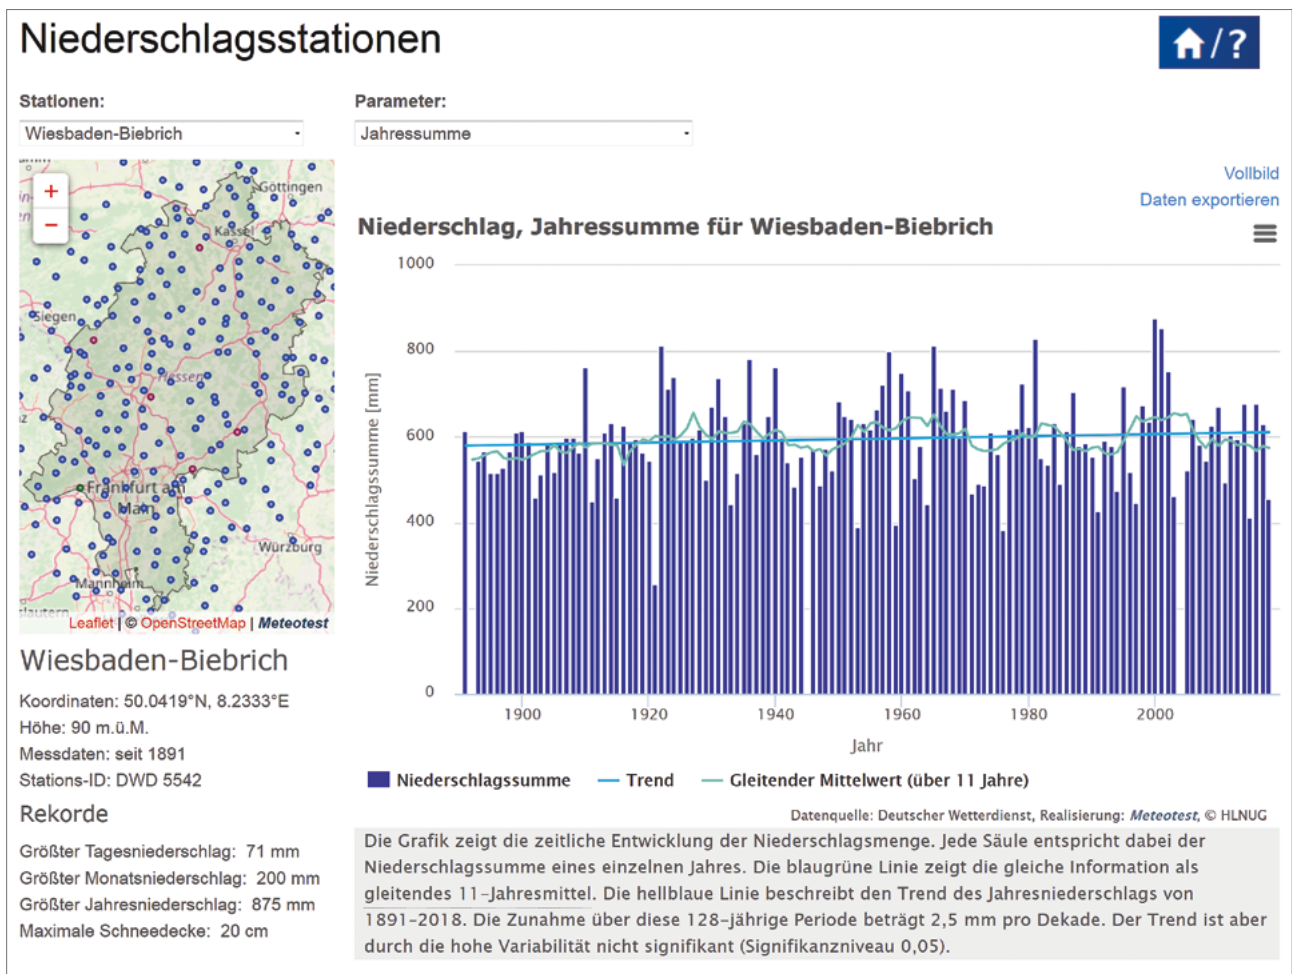 Niederschlagsstationen
/ ?
Stationen:
Parameter:
Wiesbaden-Biebrich
Jahressumme
+
−
Göttingen
Kassel
Siegen
Hessen
Frankfurt am
Main
Würzburg
Mannheim
slautern
Leaflet | © OpenStreetMap | Meteotest
Vollbild
Daten exportieren
Niederschlag, Jahressumme für Wiesbaden-Biebrich
Niederschlagssumme [mm]
1000
800
600
400
200
0
1900 1920 1940 1960 1980 2000
Jahr
Niederschlagssumme Trend Gleitender Mittelwert (über 11 Jahre)
Datenquelle: Deutscher Wetterdienst, Realisierung: Meteotest, © HLNUG
Wiesbaden-Biebrich
Koordinaten: 50.0419°N, 8.2333°E
Höhe: 90 m.ü.M.
Messdaten: seit 1891
Stations-ID: DWD 5542
Rekorde
Größter Tagesniederschlag: 71 mm
Größter Monatsniederschlag: 200 mm
Größter Jahresniederschlag: 875 mm
Maximale Schneedecke: 20 cm
Die Grafik zeigt die zeitliche Entwicklung der Niederschlagsmenge. Jede Säule entspricht dabei der
Niederschlagssumme eines einzelnen Jahres. Die blaugrüne Linie zeigt die gleiche Information als
gleitendes 11-Jahresmittel. Die hellblaue Linie beschreibt den Trend des Jahresniederschlags von
1891-2018. Die Zunahme über diese 128-jährige Periode beträgt 2,5 mm pro Dekade. Der Trend ist aber
durch die hohe Variabilität nicht signifikant (Signifikanzniveau 0,05).